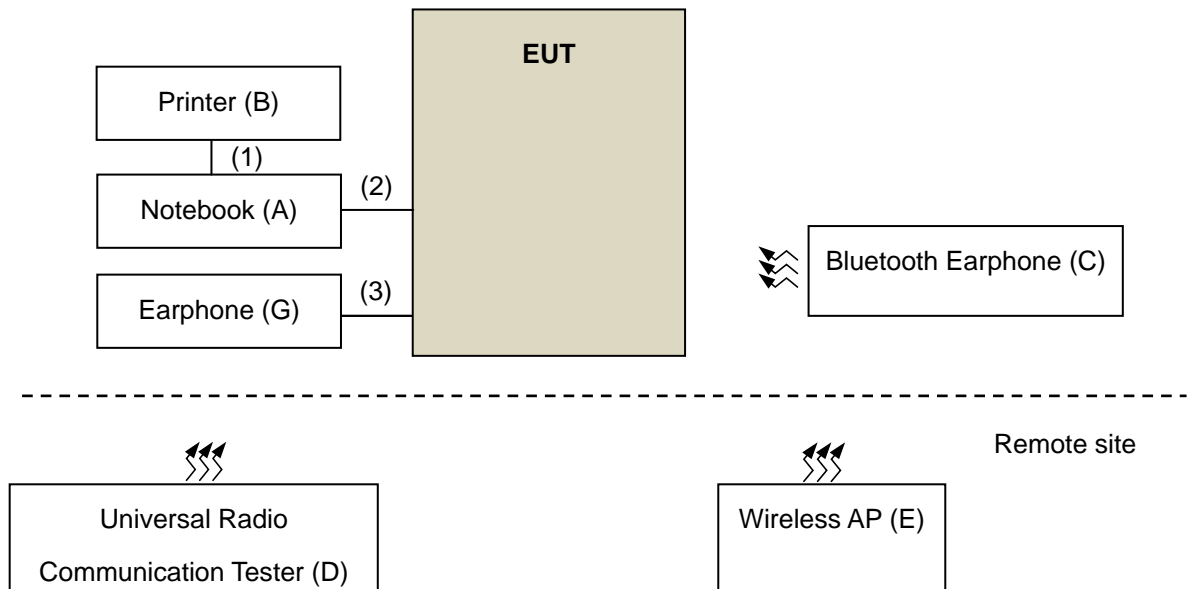 EUT
Printer (B)
(1)
Notebook (A)
(2)
Earphone (G)
(3)
Bluetooth Earphone (C)
Remote site
Universal Radio
Communication Tester (D)
Wireless AP (E)